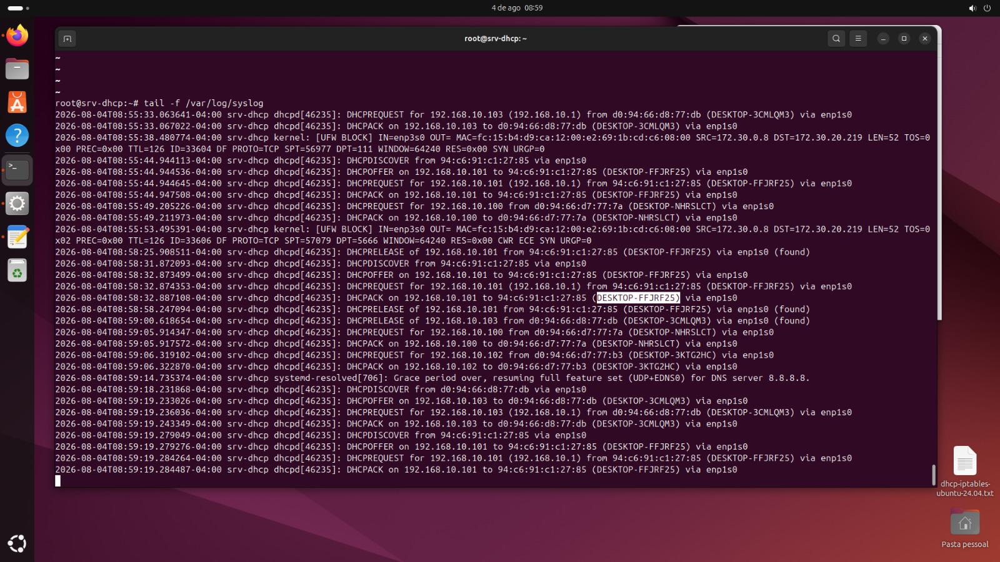 4 de ago 08:59
root@srv-dhcp: ~
~
~
~
~
root@srv-dhcp:~# tail -f /var/log/syslog
2026-08-04T08:55:33.063641-04:00 srv-dhcp dhcpd[46235]: DHCPREQUEST for 192.168.10.103 (192.168.10.1) from d0:94:66:d8:77:db (DESKTOP-3CMLQM3) via enp1s0
2026-08-04T08:55:33.067022-04:00 srv-dhcp dhcpd[46235]: DHCPACK on 192.168.10.103 to d0:94:66:d8:77:db (DESKTOP-3CMLQM3) via enp1s0
2026-08-04T08:55:38.480774-04:00 srv-dhcp kernel: [UFW BLOCK] IN=enp3s0 OUT= MAC=fc:15:b4:d9:ca:12:00:e2:69:1b:cd:c6:08:00 SRC=172.30.0.8 DST=172.30.20.219 LEN=52 TOS=0
x00 PREC=0x00 TTL=126 ID=33604 DF PROTO=TCP SPT=56977 DPT=111 WINDOW=64240 RES=0x00 SYN URGP=0
2026-08-04T08:55:44.944113-04:00 srv-dhcp dhcpd[46235]: DHCPDISCOVER from 94:c6:91:c1:27:85 via enp1s0
2026-08-04T08:55:44.944536-04:00 srv-dhcp dhcpd[46235]: DHCPOFFER on 192.168.10.101 to 94:c6:91:c1:27:85 (DESKTOP-FFJRF25) via enp1s0
2026-08-04T08:55:44.944645-04:00 srv-dhcp dhcpd[46235]: DHCPREQUEST for 192.168.10.101 (192.168.10.1) from 94:c6:91:c1:27:85 (DESKTOP-FFJRF25) via enp1s0
2026-08-04T08:55:44.947508-04:00 srv-dhcp dhcpd[46235]: DHCPACK on 192.168.10.101 to 94:c6:91:c1:27:85 (DESKTOP-FFJRF25) via enp1s0
2026-08-04T08:55:49.205226-04:00 srv-dhcp dhcpd[46235]: DHCPREQUEST for 192.168.10.100 from d0:94:66:d7:77:7a (DESKTOP-NHRSLCT) via enp1s0
2026-08-04T08:55:49.211973-04:00 srv-dhcp dhcpd[46235]: DHCPACK on 192.168.10.100 to d0:94:66:d7:77:7a (DESKTOP-NHRSLCT) via enp1s0
2026-08-04T08:55:53.495391-04:00 srv-dhcp kernel: [UFW BLOCK] IN=enp3s0 OUT= MAC=fc:15:b4:d9:ca:12:00:e2:69:1b:cd:c6:08:00 SRC=172.30.0.8 DST=172.30.20.219 LEN=52 TOS=0
x02 PREC=0x00 TTL=126 ID=33606 DF PROTO=TCP SPT=57079 DPT=5666 WINDOW=64240 RES=0x00 CWR ECE SYN URGP=0
2026-08-04T08:58:25.908511-04:00 srv-dhcp dhcpd[46235]: DHCPRELEASE of 192.168.10.101 from 94:c6:91:c1:27:85 (DESKTOP-FFJRF25) via enp1s0 (found)
2026-08-04T08:58:31.872093-04:00 srv-dhcp dhcpd[46235]: DHCPDISCOVER from 94:c6:91:c1:27:85 via enp1s0
2026-08-04T08:58:32.873499-04:00 srv-dhcp dhcpd[46235]: DHCPOFFER on 192.168.10.101 to 94:c6:91:c1:27:85 (DESKTOP-FFJRF25) via enp1s0
2026-08-04T08:58:32.874353-04:00 srv-dhcp dhcpd[46235]: DHCPREQUEST for 192.168.10.101 (192.168.10.1) from 94:c6:91:c1:27:85 (DESKTOP-FFJRF25) via enp1s0
2026-08-04T08:58:32.887108-04:00 srv-dhcp dhcpd[46235]: DHCPACK on 192.168.10.101 to 94:c6:91:c1:27:85 (DESKTOP-FFJRF25) via enp1s0
2026-08-04T08:58:58.247094-04:00 srv-dhcp dhcpd[46235]: DHCPRELEASE of 192.168.10.101 from 94:c6:91:c1:27:85 (DESKTOP-FFJRF25) via enp1s0 (found)
2026-08-04T08:59:00.618654-04:00 srv-dhcp dhcpd[46235]: DHCPRELEASE of 192.168.10.103 from d0:94:66:d8:77:db (DESKTOP-3CMLQM3) via enp1s0 (found)
2026-08-04T08:59:05.914347-04:00 srv-dhcp dhcpd[46235]: DHCPREQUEST for 192.168.10.100 from d0:94:66:d7:77:7a (DESKTOP-NHRSLCT) via enp1s0
2026-08-04T08:59:05.917572-04:00 srv-dhcp dhcpd[46235]: DHCPACK on 192.168.10.100 to d0:94:66:d7:77:7a (DESKTOP-NHRSLCT) via enp1s0
2026-08-04T08:59:06.319102-04:00 srv-dhcp dhcpd[46235]: DHCPREQUEST for 192.168.10.102 from d0:94:66:d7:77:b3 (DESKTOP-3KTG2HC) via enp1s0
2026-08-04T08:59:06.322870-04:00 srv-dhcp dhcpd[46235]: DHCPACK on 192.168.10.102 to d0:94:66:d7:77:b3 (DESKTOP-3KTG2HC) via enp1s0
2026-08-04T08:59:14.735374-04:00 srv-dhcp systemd-resolved[706]: Grace period over, resuming full feature set (UDP+EDNS0) for DNS server 8.8.8.8.
2026-08-04T08:59:18.231868-04:00 srv-dhcp dhcpd[46235]: DHCPDISCOVER from d0:94:66:d8:77:db via enp1s0
2026-08-04T08:59:19.233026-04:00 srv-dhcp dhcpd[46235]: DHCPOFFER on 192.168.10.103 to d0:94:66:d8:77:db (DESKTOP-3CMLQM3) via enp1s0
2026-08-04T08:59:19.236036-04:00 srv-dhcp dhcpd[46235]: DHCPREQUEST for 192.168.10.103 (192.168.10.1) from d0:94:66:d8:77:db (DESKTOP-3CMLQM3) via enp1s0
2026-08-04T08:59:19.243349-04:00 srv-dhcp dhcpd[46235]: DHCPACK on 192.168.10.103 to d0:94:66:d8:77:db (DESKTOP-3CMLQM3) via enp1s0
2026-08-04T08:59:19.279049-04:00 srv-dhcp dhcpd[46235]: DHCPDISCOVER from 94:c6:91:c1:27:85 via enp1s0
2026-08-04T08:59:19.279276-04:00 srv-dhcp dhcpd[46235]: DHCPOFFER on 192.168.10.101 to 94:c6:91:c1:27:85 (DESKTOP-FFJRF25) via enp1s0
2026-08-04T08:59:19.284264-04:00 srv-dhcp dhcpd[46235]: DHCPREQUEST for 192.168.10.101 (192.168.10.1) from 94:c6:91:c1:27:85 (DESKTOP-FFJRF25) via enp1s0
2026-08-04T08:59:19.284487-04:00 srv-dhcp dhcpd[46235]: DHCPACK on 192.168.10.101 to 94:c6:91:c1:27:85 (DESKTOP-FFJRF25) via enp1s0
dhcp-iptables-
ubuntu-24.04.txt
Pasta pessoal